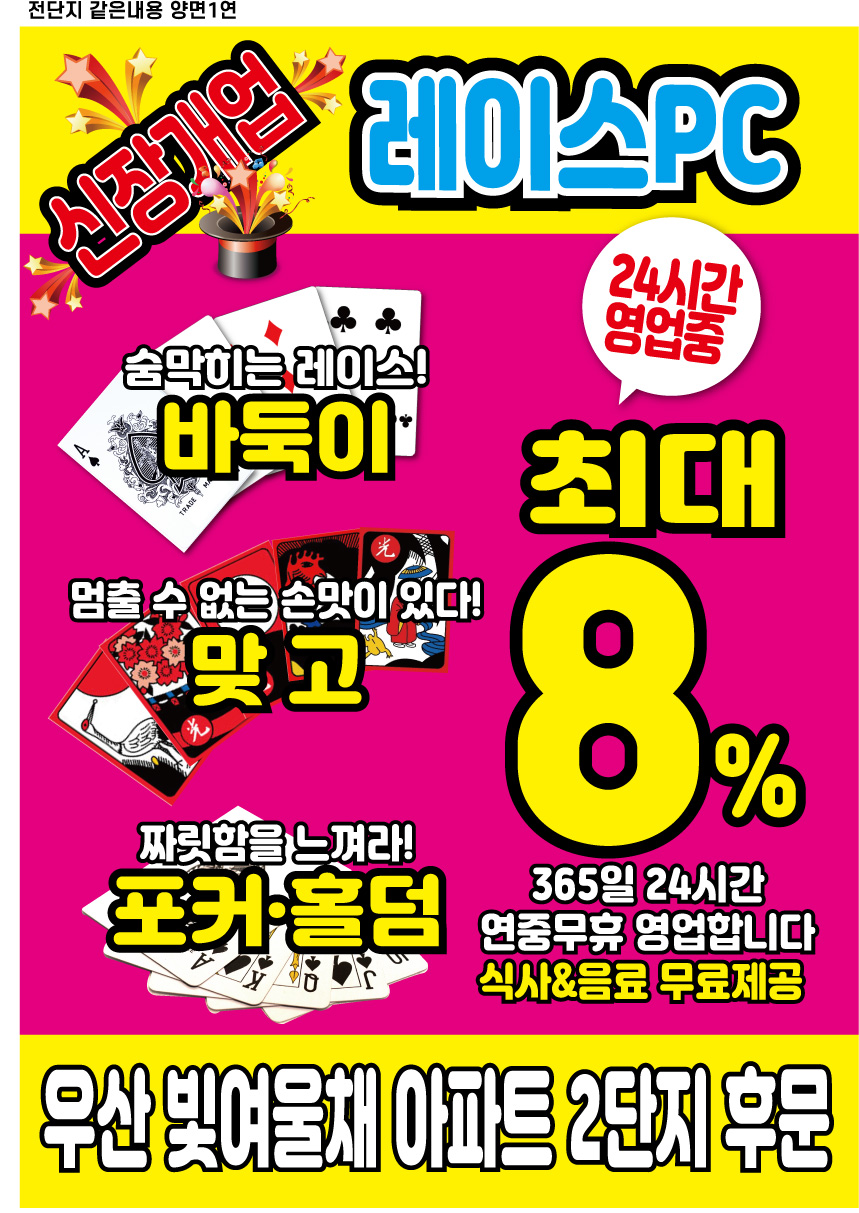 전단지 같은내용 양면1연
신장개업
레이스PC
24시간
영업중
숨막히는 레이스!
바둑이
최대
8%
멈출 수 없는 손맛이 있다!
맞고
짜릿함을 느껴라!
포커·홀덤
365일 24시간
연중무휴 영업합니다
식사&음료 무료제공
우산 빛여울채 아파트 2단지 후문
A
TRADE
光
光
A
K
Q
J